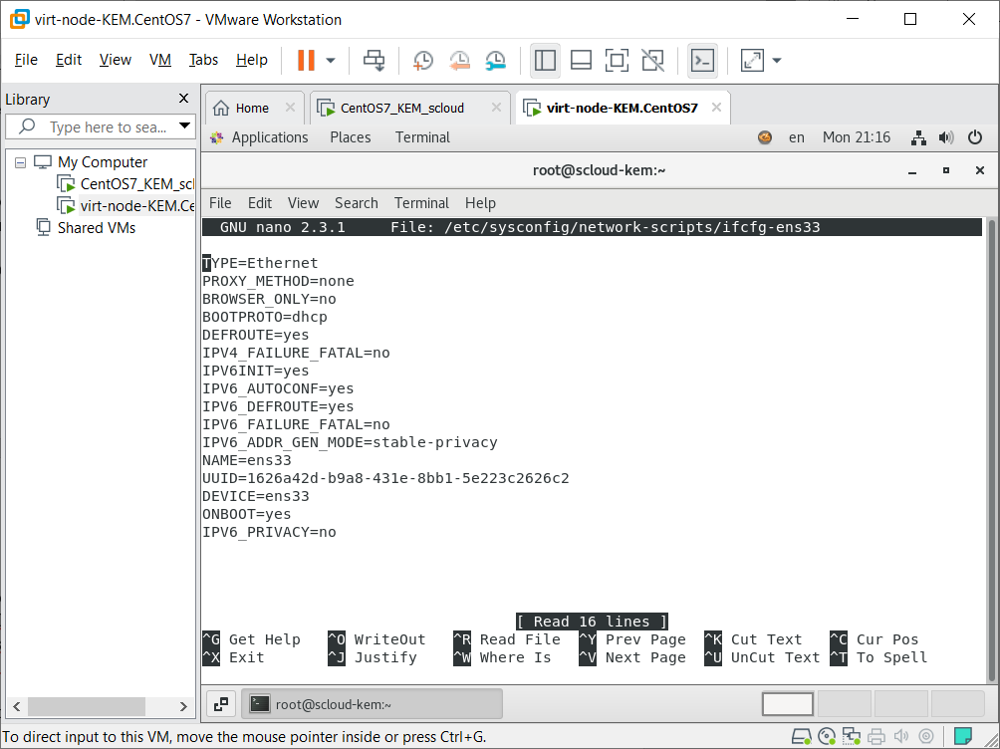 virt-node-KEM.CentOS7 - VMware Workstation
File Edit View VM Tabs Help
Library
Type here to sea...
My Computer
CentOS7_KEM_scl
virt-node-KEM.Ce
Shared VMs
Home CentOS7_KEM_scloud virt-node-KEM.CentOS7
Applications Places Terminal en Mon 21:16
root@scloud-kem:~
File Edit View Search Terminal Help
GNU nano 2.3.1 File: /etc/sysconfig/network-scripts/ifcfg-ens33
TYPE=Ethernet
PROXY_METHOD=none
BROWSER_ONLY=no
BOOTPROTO=dhcp
DEFROUTE=yes
IPV4_FAILURE_FATAL=no
IPV6INIT=yes
IPV6_AUTOCONF=yes
IPV6_DEFROUTE=yes
IPV6_FAILURE_FATAL=no
IPV6_ADDR_GEN_MODE=stable-privacy
NAME=ens33
UUID=1626a42d-b9a8-431e-8bb1-5e223c2626c2
DEVICE=ens33
ONBOOT=yes
IPV6_PRIVACY=no
[ Read 16 lines ]
^G Get Help ^O WriteOut ^R Read File ^Y Prev Page ^K Cut Text ^C Cur Pos
^X Exit ^J Justify ^W Where Is ^V Next Page ^U UnCut Text ^T To Spell
root@scloud-kem:~
To direct input to this VM, move the mouse pointer inside or press Ctrl+G.